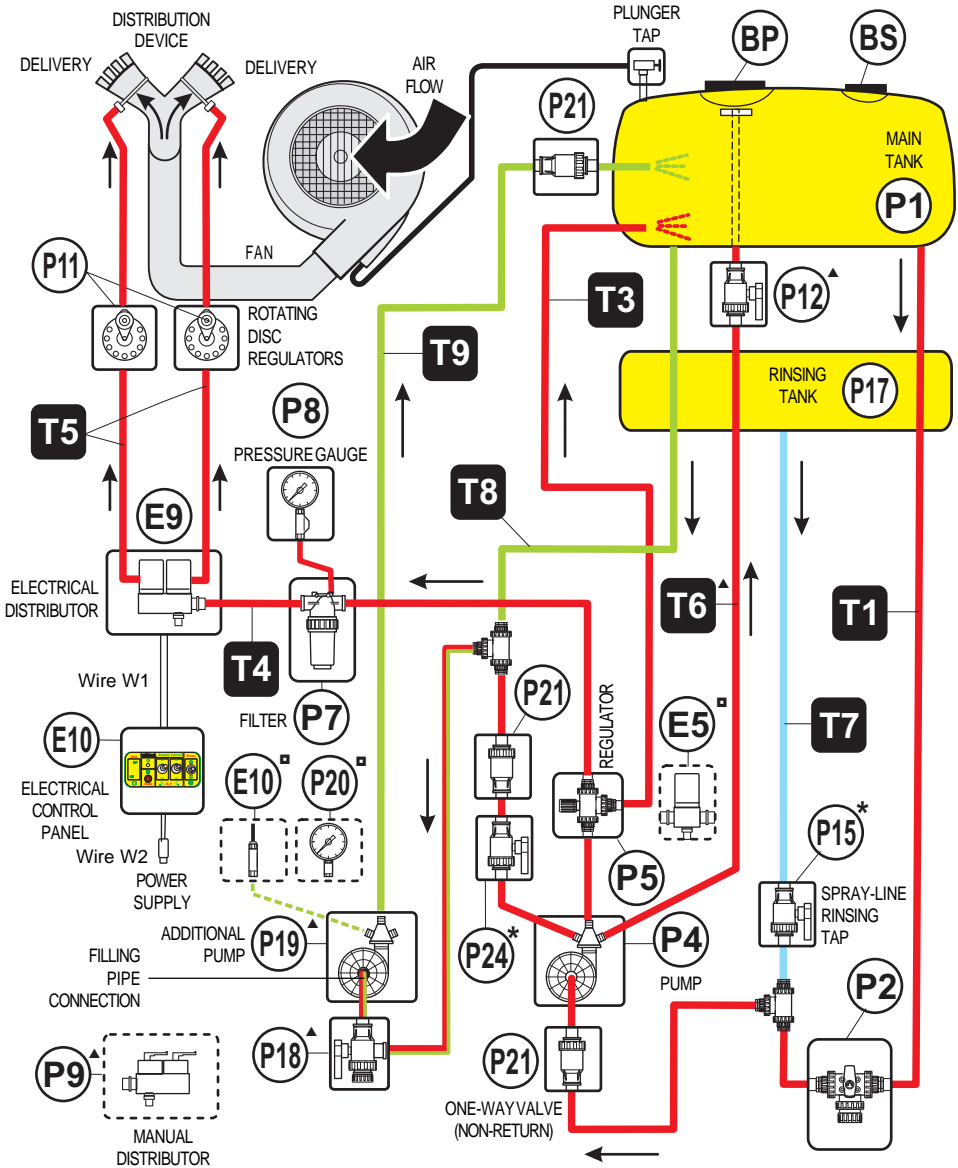 DISTRIBUTION
DEVICE
DELIVERY
DELIVERY
AIR
FLOW
PLUNGER
TAP
BP
BS
P21
MAIN
TANK
P1
FAN
P11
ROTATING
DISC
REGULATORS
T9
T3
P12▲
RINSING
TANK
P17
T5
P8
PRESSURE GAUGE
E9
T8
ELECTRICAL
DISTRIBUTOR
T6▲
T1
T4
Wire W1
FILTER
P7
P21
REGULATOR
E5
T7
E10
ELECTRICAL
CONTROL
PANEL
E10
P20
P5
P15*
Wire W2
POWER
SUPPLY
SPRAY-LINE
RINSING
TAP
ADDITIONAL
PUMP
P19▲
P24*
P4
PUMP
FILLING
PIPE
CONNECTION
P2
P18▲
P21
P9▲
ONE-WAY VALVE
(NON-RETURN)
MANUAL
DISTRIBUTOR